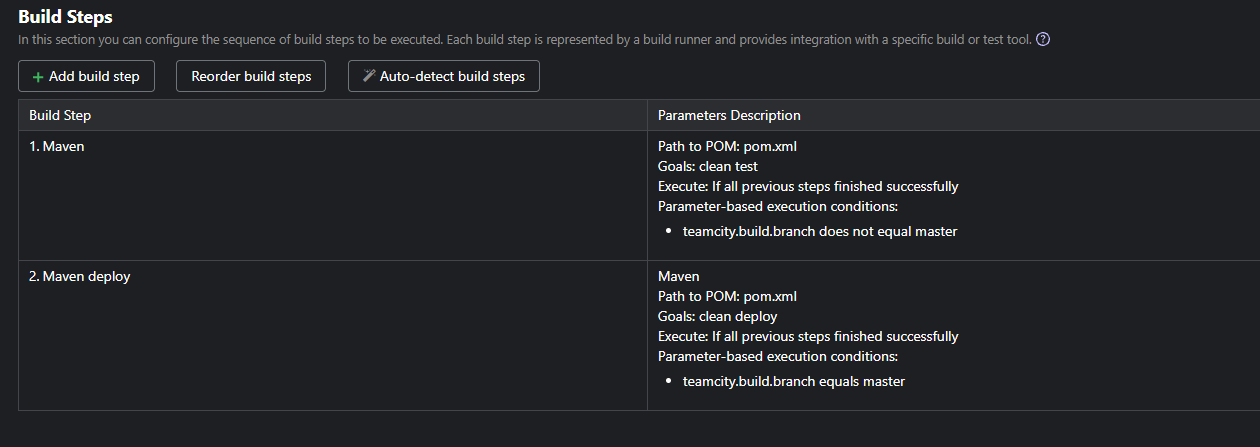 Build Steps
In this section you can configure the sequence of build steps to be executed. Each build step is represented by a build runner and provides integration with a specific build or test tool. ?
+ Add build step Reorder build steps Auto-detect build steps
Build Step Parameters Description
1. Maven
Path to POM: pom.xml
Goals: clean test
Execute: If all previous steps finished successfully
Parameter-based execution conditions:
• teamcity.build.branch does not equal master
2. Maven deploy
Maven
Path to POM: pom.xml
Goals: clean deploy
Execute: If all previous steps finished successfully
Parameter-based execution conditions:
• teamcity.build.branch equals master